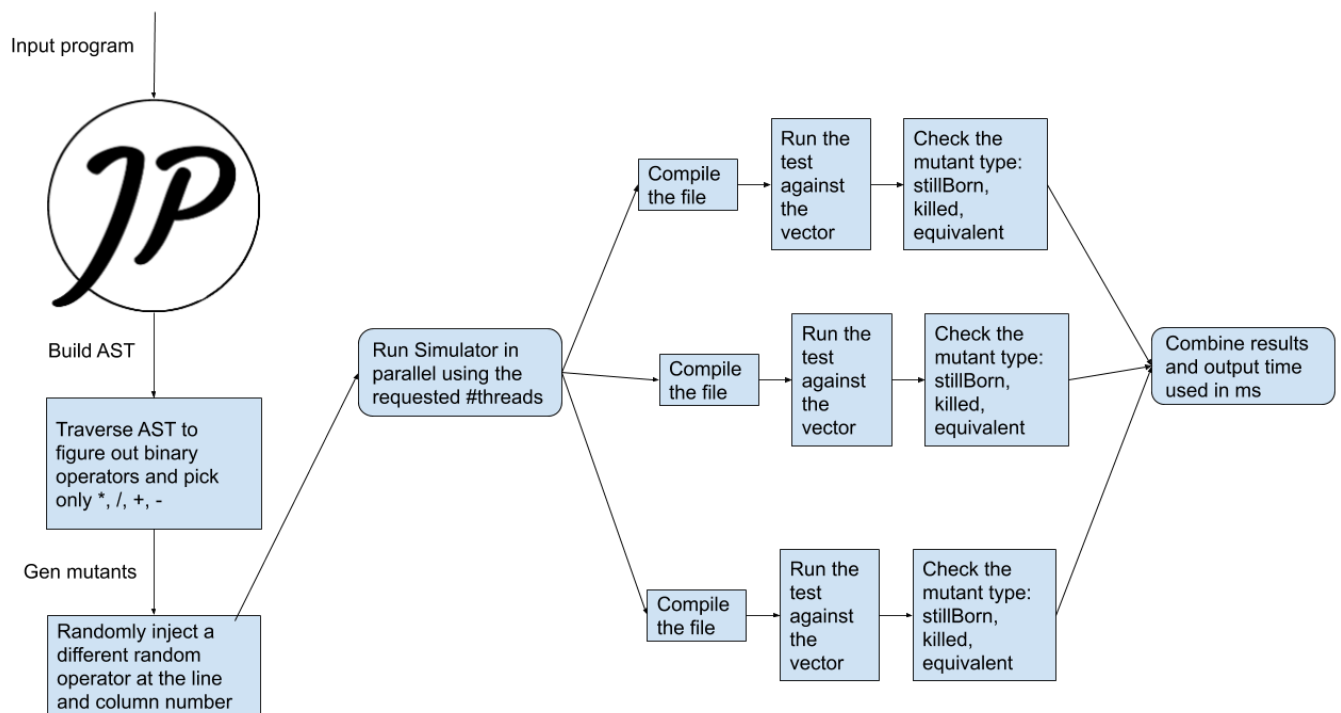 Input program
JP
Build AST
Traverse AST to
figure out binary
operators and pick
only *, /, +, -
Gen mutants
Randomly inject a
different random
operator at the line
and column number
Run Simulator in
parallel using the
requested #threads
Compile
the file
Run the
test
against
the
vector
Check the
mutant type:
stillBorn,
killed,
equivalent
Compile
the file
Run the
test
against
the
vector
Check the
mutant type:
stillBorn,
killed,
equivalent
Compile
the file
Run the
test
against
the
vector
Check the
mutant type:
stillBorn,
killed,
equivalent
Combine results
and output time
used in ms